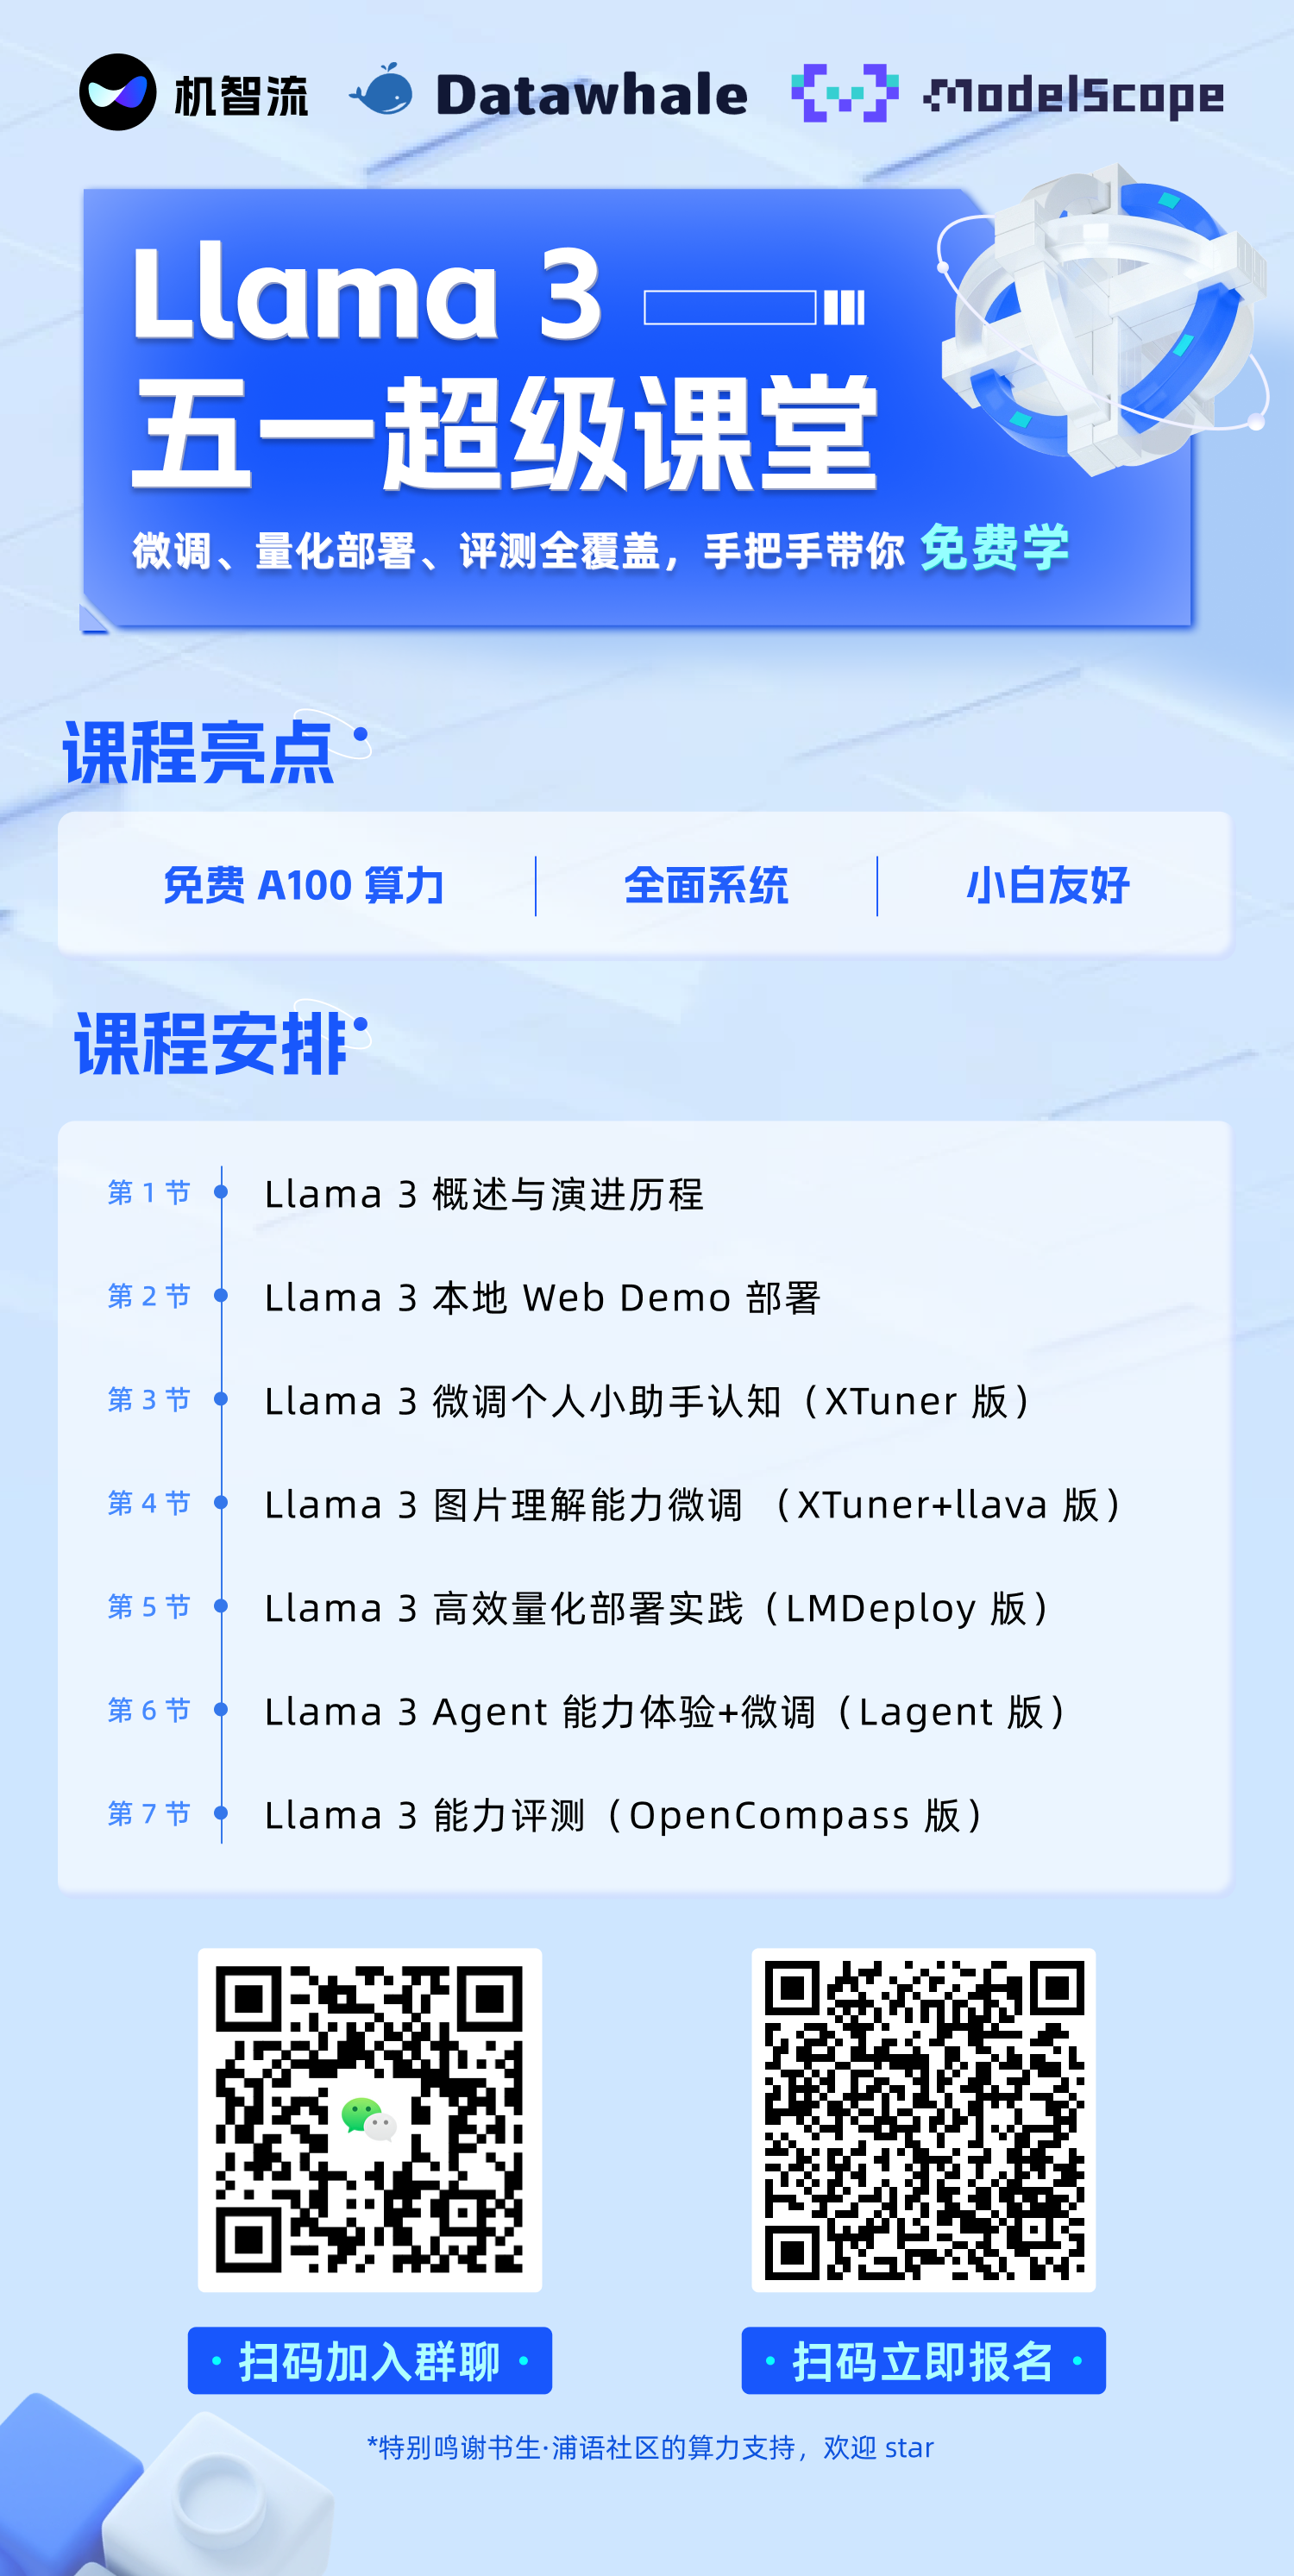 机智流 Datawhale ModelScope
Llama 3
五一超级课堂
微调、量化部署、评测全覆盖，手把手带你 免费学
课程亮点
免费 A100 算力 全面系统 小白友好
课程安排
第 1 节 Llama 3 概述与演进历程
第 2 节 Llama 3 本地 Web Demo 部署
第 3 节 Llama 3 微调个人小助手认知（XTuner 版）
第 4 节 Llama 3 图片理解能力微调 （XTuner+llava 版）
第 5 节 Llama 3 高效量化部署实践（LMDeploy 版）
第 6 节 Llama 3 Agent 能力体验+微调（Lagent 版）
第 7 节 Llama 3 能力评测（OpenCompass 版）
· 扫码加入群聊 · · 扫码立即报名 ·
*特别鸣谢书生·浦语社区的算力支持，欢迎 star